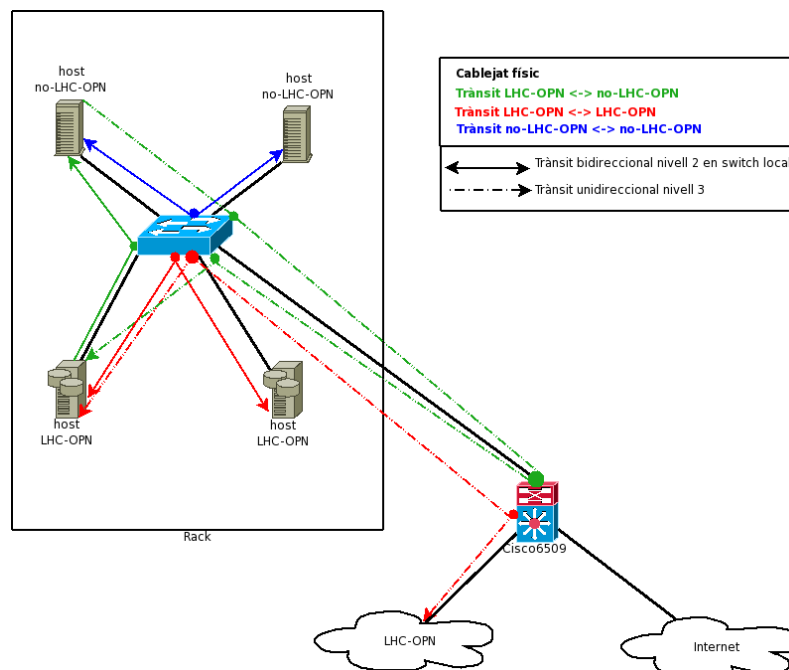 host
no-LHC-OPN
host
no-LHC-OPN
host
LHC-OPN
host
LHC-OPN
Rack
Cablejat físic
Trànsit LHC-OPN <-> no-LHC-OPN
Trànsit LHC-OPN <-> LHC-OPN
Trànsit no-LHC-OPN <-> no-LHC-OPN
Trànsit bidireccional nivell 2 en switch local
Trànsit unidireccional nivell 3
Cisco6509
LHC-OPN
Internet